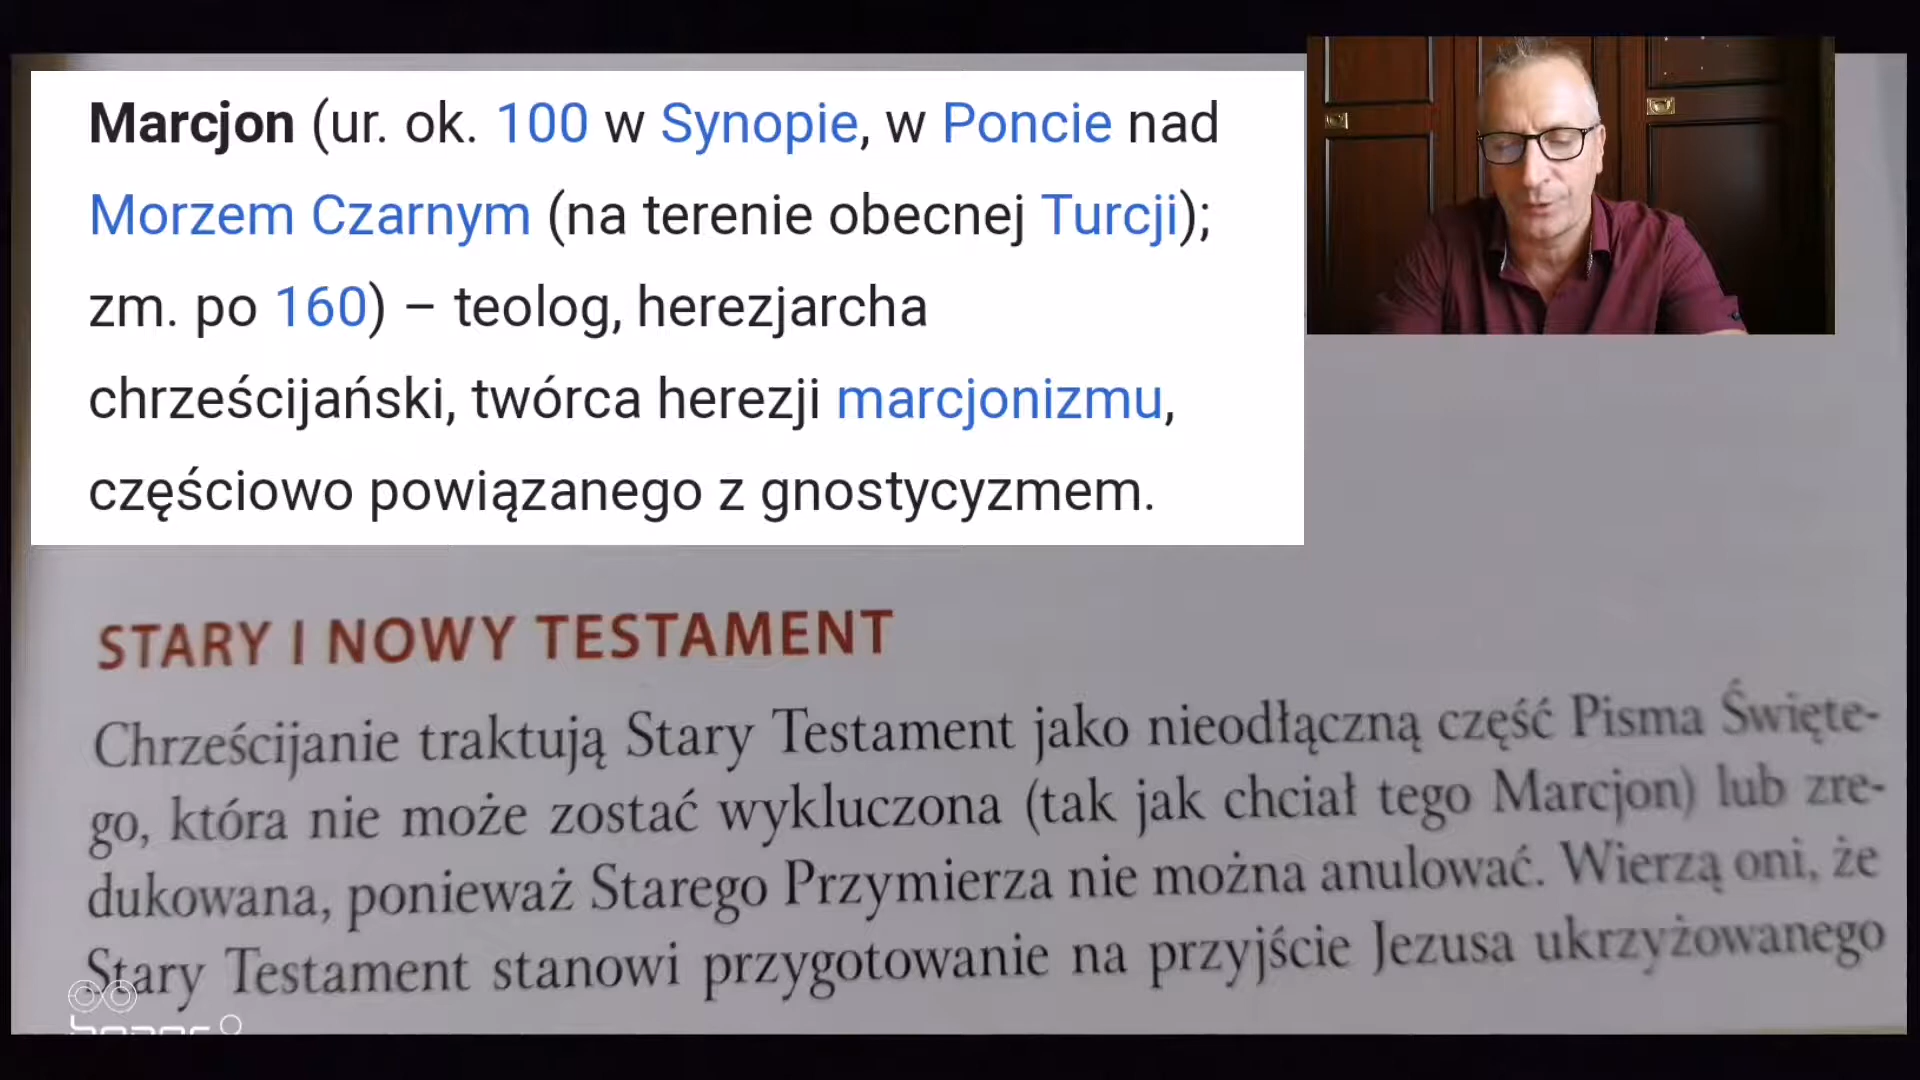 Marcjon (ur. ok. 100 w Synopie, w Poncie nad
Morzem Czarnym (na terenie obecnej Turcji);
zm. po 160) – teolog, herezjarcha
chrześcijański, twórca herezji marcjonizmu,
częściowo powiązanego z gnostycyzmem.
STARY I NOWY TESTAMENT
Chrześcijanie traktują Stary Testament jako nieodłączną część Pisma Święte-
go, która nie może zostać wykluczona (tak jak chciał tego Marcjon) lub zre-
dukowana, ponieważ Starego Przymierza nie można anulować. Wierzą oni, że
Stary Testament stanowi przygotowanie na przyjście Jezusa ukrzyżowanego